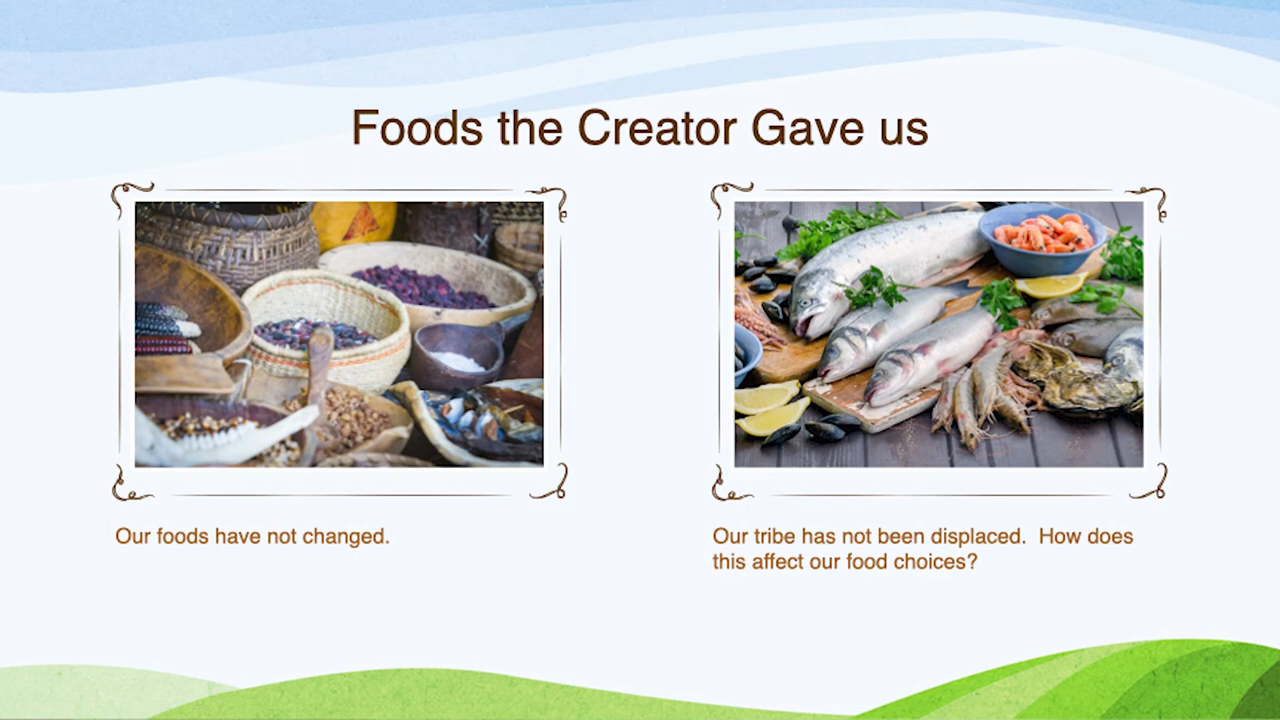 Foods the Creator Gave us
Our foods have not changed.
Our tribe has not been displaced.  How does
this affect our food choices?